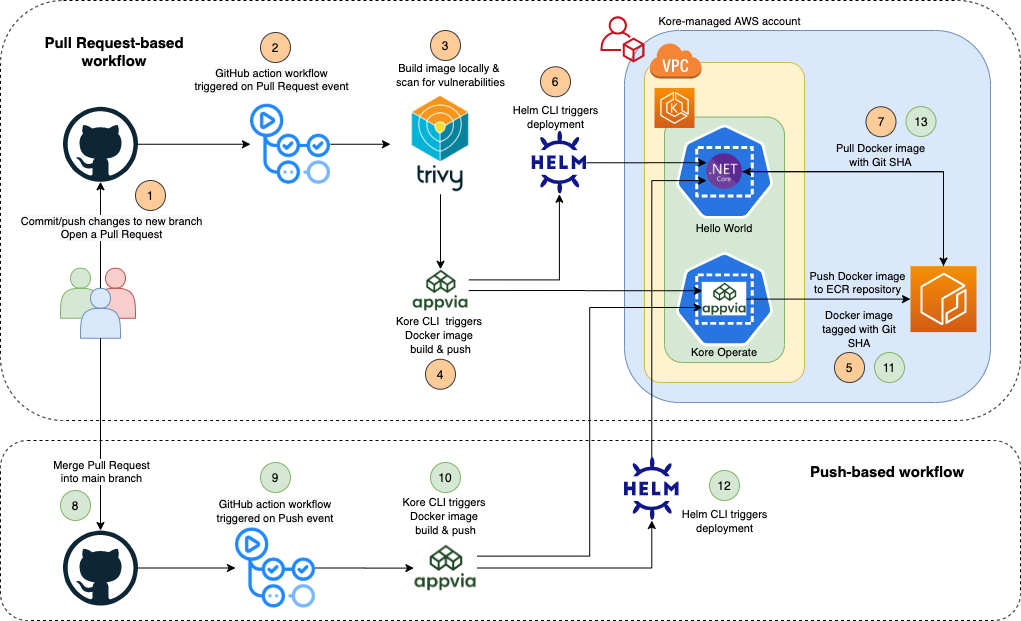 Kore-managed AWS account
Pull Request-based
workflow
2
GitHub action workflow
triggered on Pull Request event
3
Build image locally &
scan for vulnerabilities
trivy
6
Helm CLI triggers
deployment
HELM
VPC
K
.NET
Core
Hello World
7
13
Pull Docker image
with Git SHA
1
Commit/push changes to new branch
Open a Pull Request
appvia
Kore CLI triggers
Docker image
build & push
4
appvia
Kore Operate
Push Docker image
to ECR repository
Docker image
tagged with Git
SHA
5
11
Push-based workflow
Merge Pull Request
into main branch
8
9
GitHub action workflow
triggered on Push event
10
Kore CLI triggers
Docker image
build & push
appvia
HELM
12
Helm CLI triggers
deployment